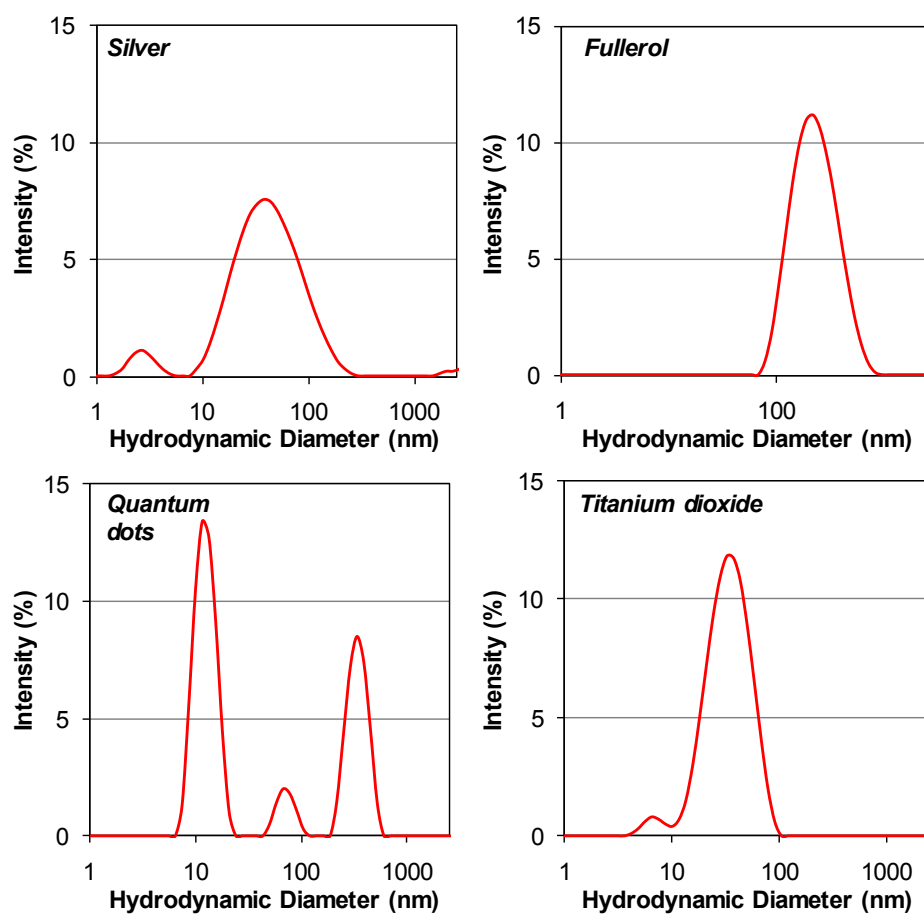 Silver
15
10
5
0
Intensity (%)
1
10
100
1000
Hydrodynamic Diameter (nm)
Fullerol
15
10
5
0
Intensity (%)
1
100
Hydrodynamic Diameter (nm)
Quantum
dots
15
10
5
0
Intensity (%)
1
10
100
1000
Hydrodynamic Diameter (nm)
Titanium dioxide
15
10
5
0
Intensity (%)
1
10
100
1000
Hydrodynamic Diameter (nm)